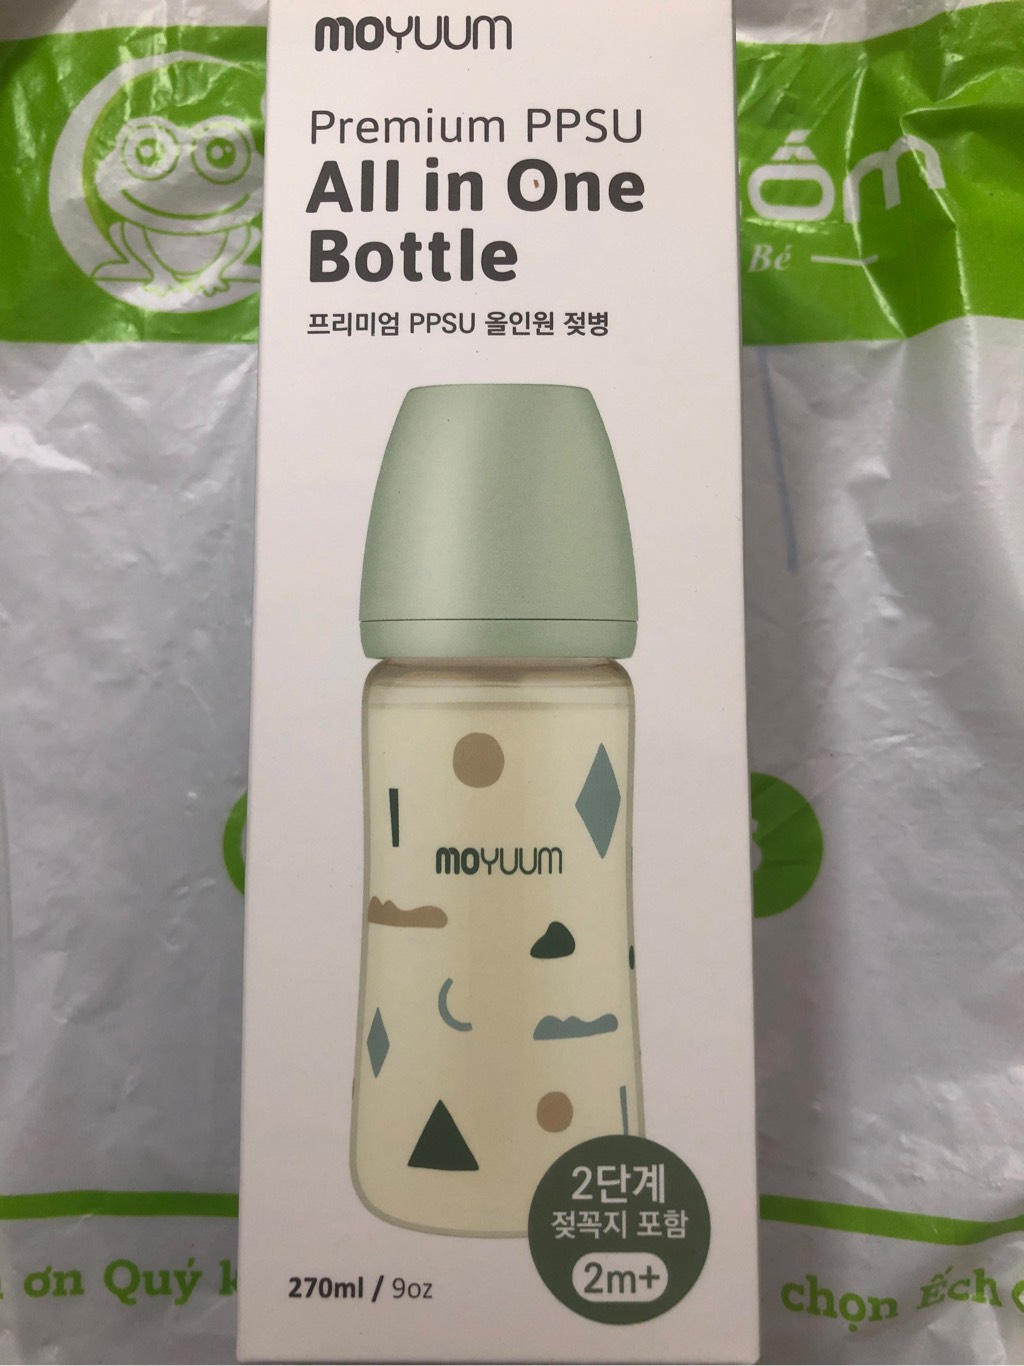 moyuum
Premium PPSU
All in One
Bottle
프리미엄 PPSU 올인원 젖병
ốm
Bé
moyuum
2단계
젖꼭지 포함
2m+
270ml / 9oz
ơn Quý
chọn Ếch